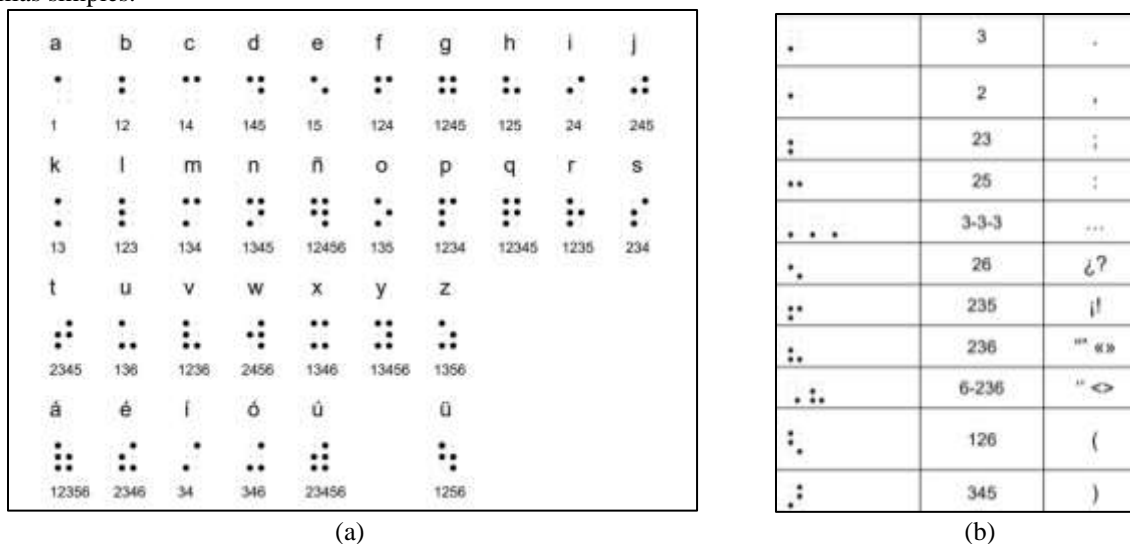 más simples.
a b c d e f g h i j
1 12 14 145 15 124 1245 125 24 245
k l m n ñ o p q r s
13 123 134 1345 12456 135 1234 12345 1235 234
t u v w x y z
2345 136 1236 2456 1346 13456 1356
á é í ó ú ü
12356 2346 34 346 23456 1256
3 .
2 ,
23 ;
25 :
3-3-3 ...
26 ¿?
235 ¡!
236 “” «»
6-236 '' <>
126 (
345 )
(a) (b)